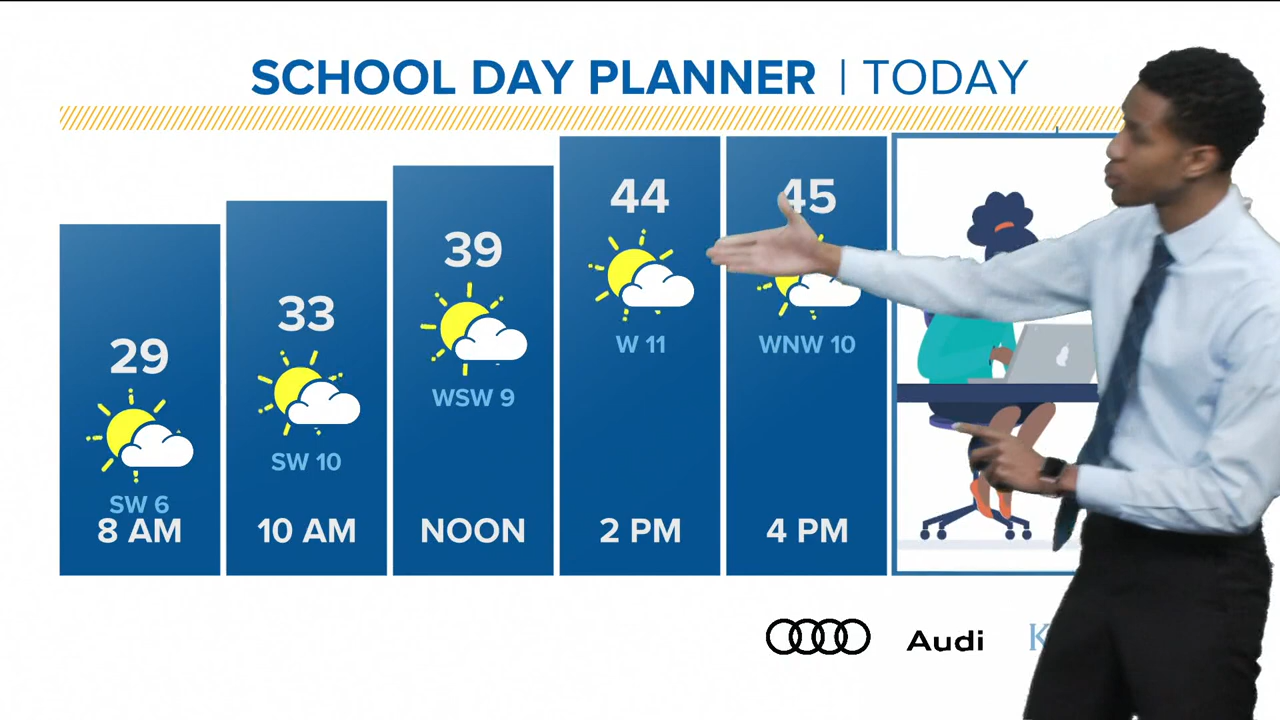 SCHOOL DAY PLANNER | TODAY
29
SW 6
8 AM
33
SW 10
10 AM
39
WSW 9
NOON
44
W 11
2 PM
45
WNW 10
4 PM
Audi